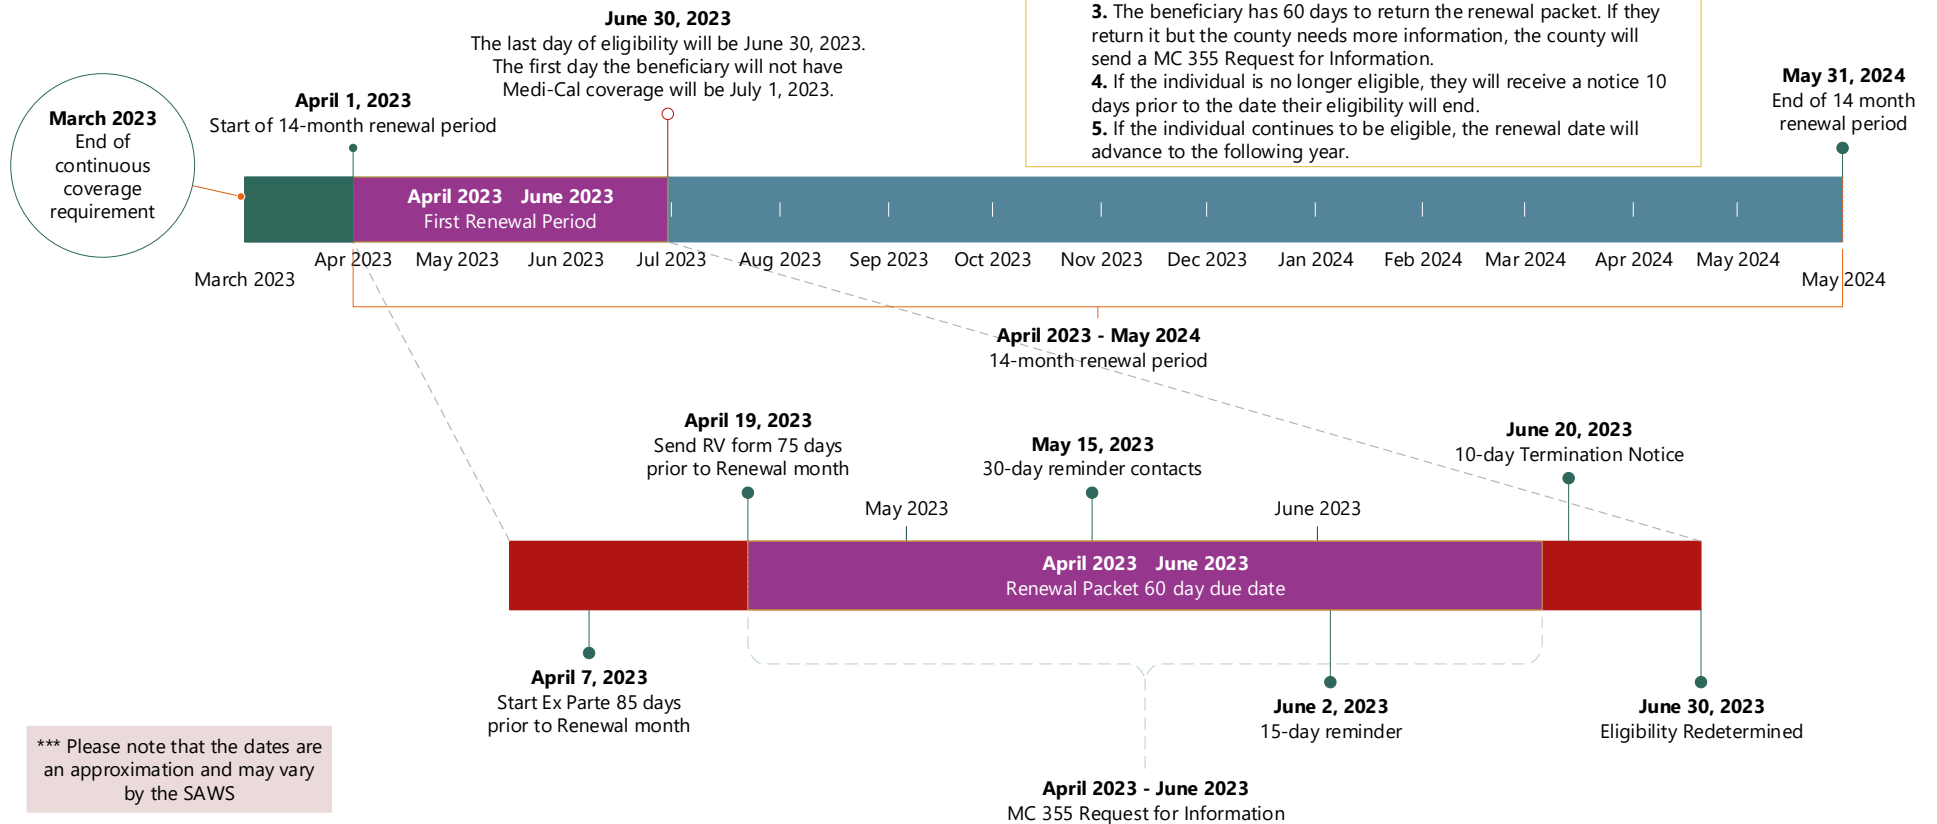 June 30, 2023
The last day of eligibility will be June 30, 2023.
The first day the beneficiary will not have
Medi-Cal coverage will be July 1, 2023.
3. The beneficiary has 60 days to return the renewal packet. If they
return it but the county needs more information, the county will
send a MC 355 Request for Information.
4. If the individual is no longer eligible, they will receive a notice 10
days prior to the date their eligibility will end.
5. If the individual continues to be eligible, the renewal date will
advance to the following year.
May 31, 2024
End of 14 month
renewal period
April 1, 2023
Start of 14-month renewal period
March 2023
End of
continuous
coverage
requirement
April 2023 June 2023
First Renewal Period
March 2023
Apr 2023
May 2023
Jun 2023
Jul 2023
Aug 2023
Sep 2023
Oct 2023
Nov 2023
Dec 2023
Jan 2024
Feb 2024
Mar 2024
Apr 2024
May 2024
May 2024
April 2023 - May 2024
14-month renewal period
April 19, 2023
Send RV form 75 days
prior to Renewal month
May 2023
May 15, 2023
30-day reminder contacts
June 2023
June 20, 2023
10-day Termination Notice
April 2023 June 2023
Renewal Packet 60 day due date
April 7, 2023
Start Ex Parte 85 days
prior to Renewal month
June 2, 2023
15-day reminder
June 30, 2023
Eligibility Redetermined
*** Please note that the dates are
an approximation and may vary
by the SAWS
April 2023 - June 2023
MC 355 Request for Information